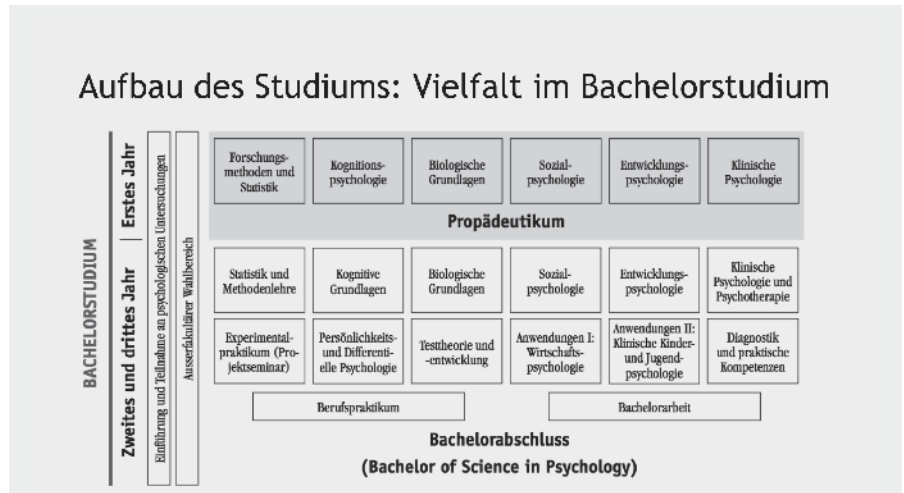 Aufbau des Studiums: Vielfalt im Bachelorstudium
BACHELORSTUDIUM
Erstes Jahr
Zweites und drittes Jahr
Einführung und Teilnahme an psychologischen Untersuchungen
Ausserfakultärer Wahlbereich
Forschungs-
methoden und
Statistik
Kognitions-
psychologie
Biologische
Grundlagen
Sozial-
psychologie
Entwicklungs-
psychologie
Klinische
Psychologie
Propädeutikum
Statistik und
Methodenlehre
Kognitive
Grundlagen
Biologische
Grundlagen
Sozial-
psychologie
Entwicklungs-
psychologie
Klinische
Psychologie und
Psychotherapie
Experimental-
praktikum (Pro-
jektseminar)
Persönlichkeits-
und Differenti-
elle Psychologie
Testtheorie und
-entwicklung
Anwendungen I:
Wirtschafts-
psychologie
Anwendungen II:
Klinische Kinder-
und Jugend-
psychologie
Diagnostik
und praktische
Kompetenzen
Berufspraktikum
Bachelorarbeit
Bachelorabschluss
(Bachelor of Science in Psychology)